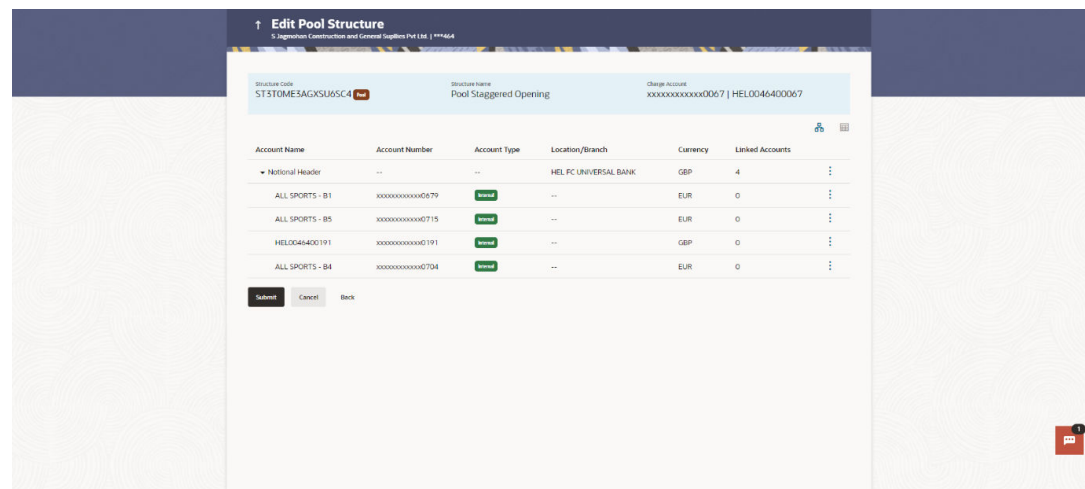 ↑ Edit Pool Structure
S Jagmohan Construction and General Supllies Pvt Ltd. | ***464
Structure Code Structure Name Charge Account
ST3T0ME3AGXSU6SC4 Pool Pool Staggered Opening xxxxxxxxxxxx0067 | HEL0046400067
Account Name Account Number Account Type Location/Branch Currency Linked Accounts
Notional Header -- -- HEL FC UNIVERSAL BANK GBP 4
ALL SPORTS - B1 xxxxxxxxxxxx0679 Internal -- EUR 0
ALL SPORTS - B5 xxxxxxxxxxxx0715 Internal -- EUR 0
HEL0046400191 xxxxxxxxxxxx0191 Internal -- GBP 0
ALL SPORTS - B4 xxxxxxxxxxxx0704 Internal -- EUR 0
Submit Cancel Back
1